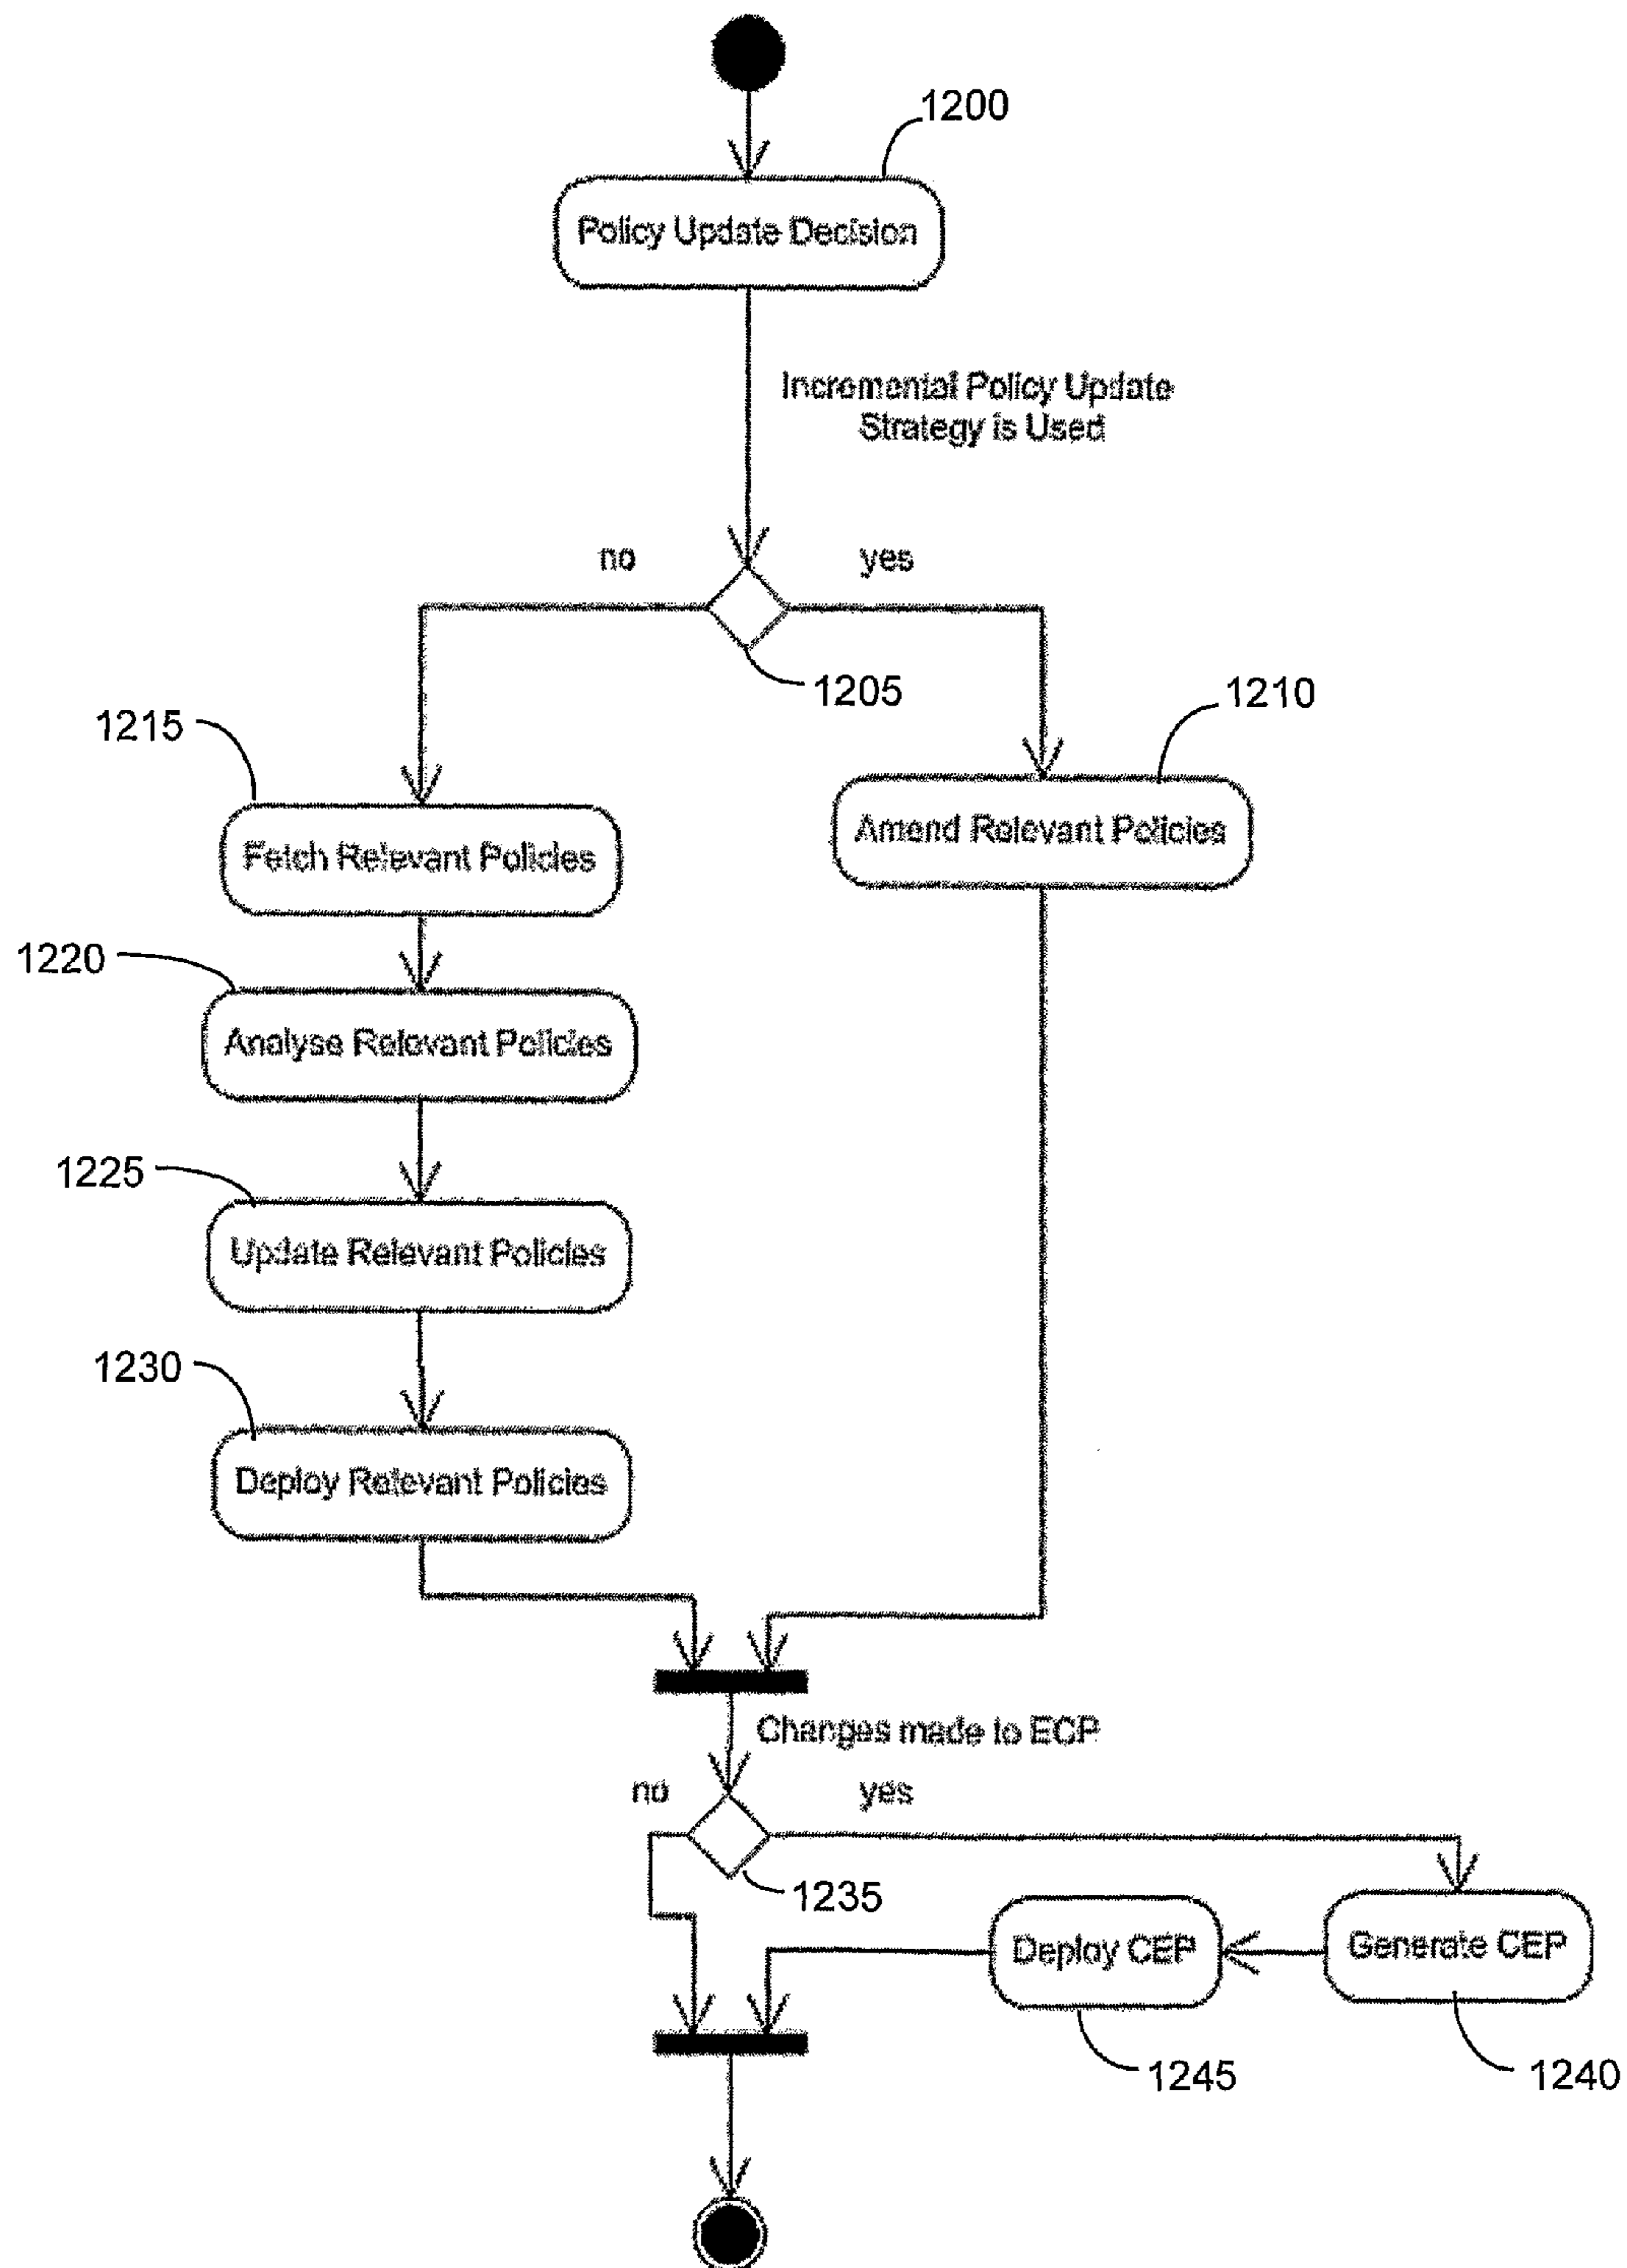 1200
Policy Update Decision
Incremental Policy Update
Strategy is Used
no
yes
1205
1210
1215
Amend Relevant Policies
Fetch Relevant Policies
1220
Analyse Relevant Policies
1225
Update Relevant Policies
1230
Deploy Relevant Policies
Changes made to ECP
no
yes
1235
Deploy CEP
Generate CEP
1245
1240